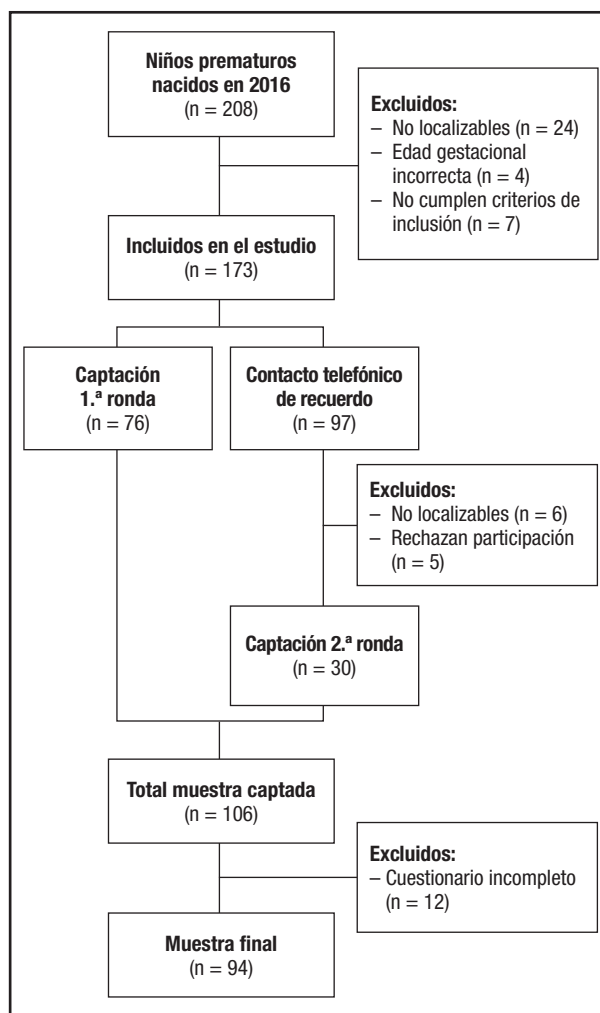 Niños prematuros
nacidos en 2016
(n = 208)
Excluidos:
– No localizables (n = 24)
– Edad gestacional
incorrecta (n = 4)
– No cumplen criterios de
inclusión (n = 7)
Incluidos en el estudio
(n = 173)
Captación
1.ª ronda
(n = 76)
Contacto telefónico
de recuerdo
(n = 97)
Excluidos:
– No localizables (n = 6)
– Rechazan participación
(n = 5)
Captación 2.ª ronda
(n = 30)
Total muestra captada
(n = 106)
Excluidos:
– Cuestionario incompleto
(n = 12)
Muestra final
(n = 94)